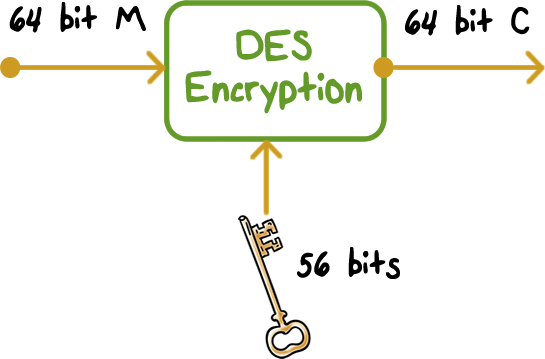 64 bit M
64 bit C
DES
Encryption
56 bits